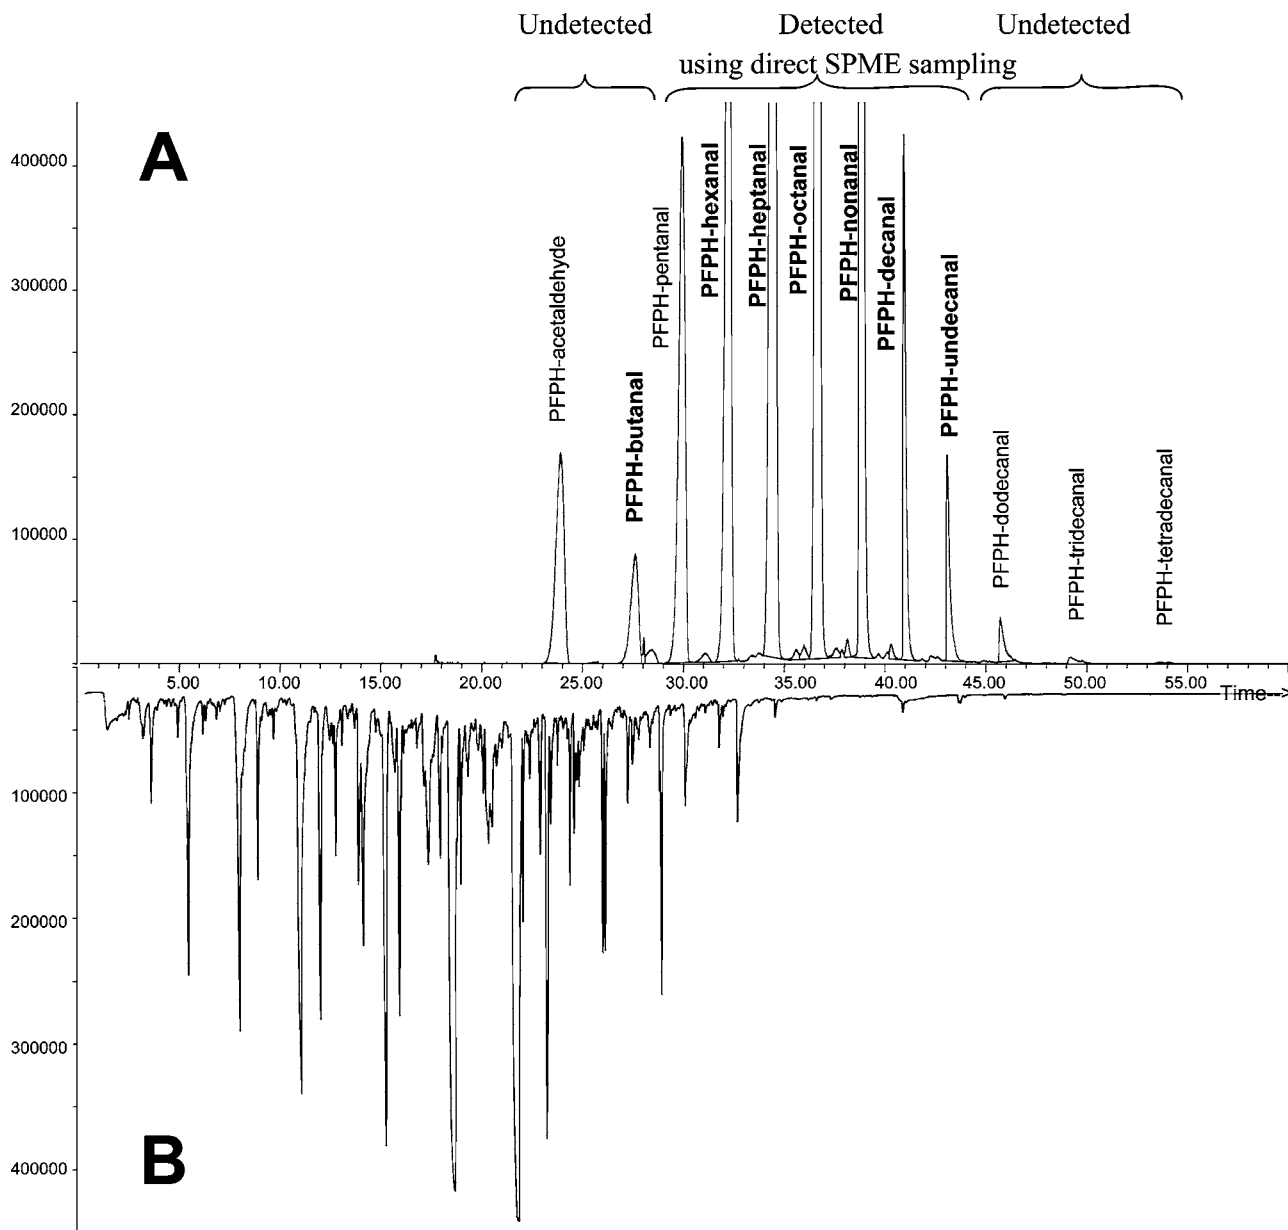 Undetected Detected Undetected
using direct SPME sampling
A
400000
300000
200000
100000
PFPH-acetaldehyde
PFPH-butanal
PFPH-pentanal
PFPH-hexanal
PFPH-heptanal
PFPH-octanal
PFPH-nonanal
PFPH-decanal
PFPH-undecanal
PFPH-dodecanal
PFPH-tridecanal
PFPH-tetradecanal
5.00 10.00 15.00 20.00 25.00 30.00 35.00 40.00 45.00 50.00 55.00
Time-->
100000
200000
300000
400000
B